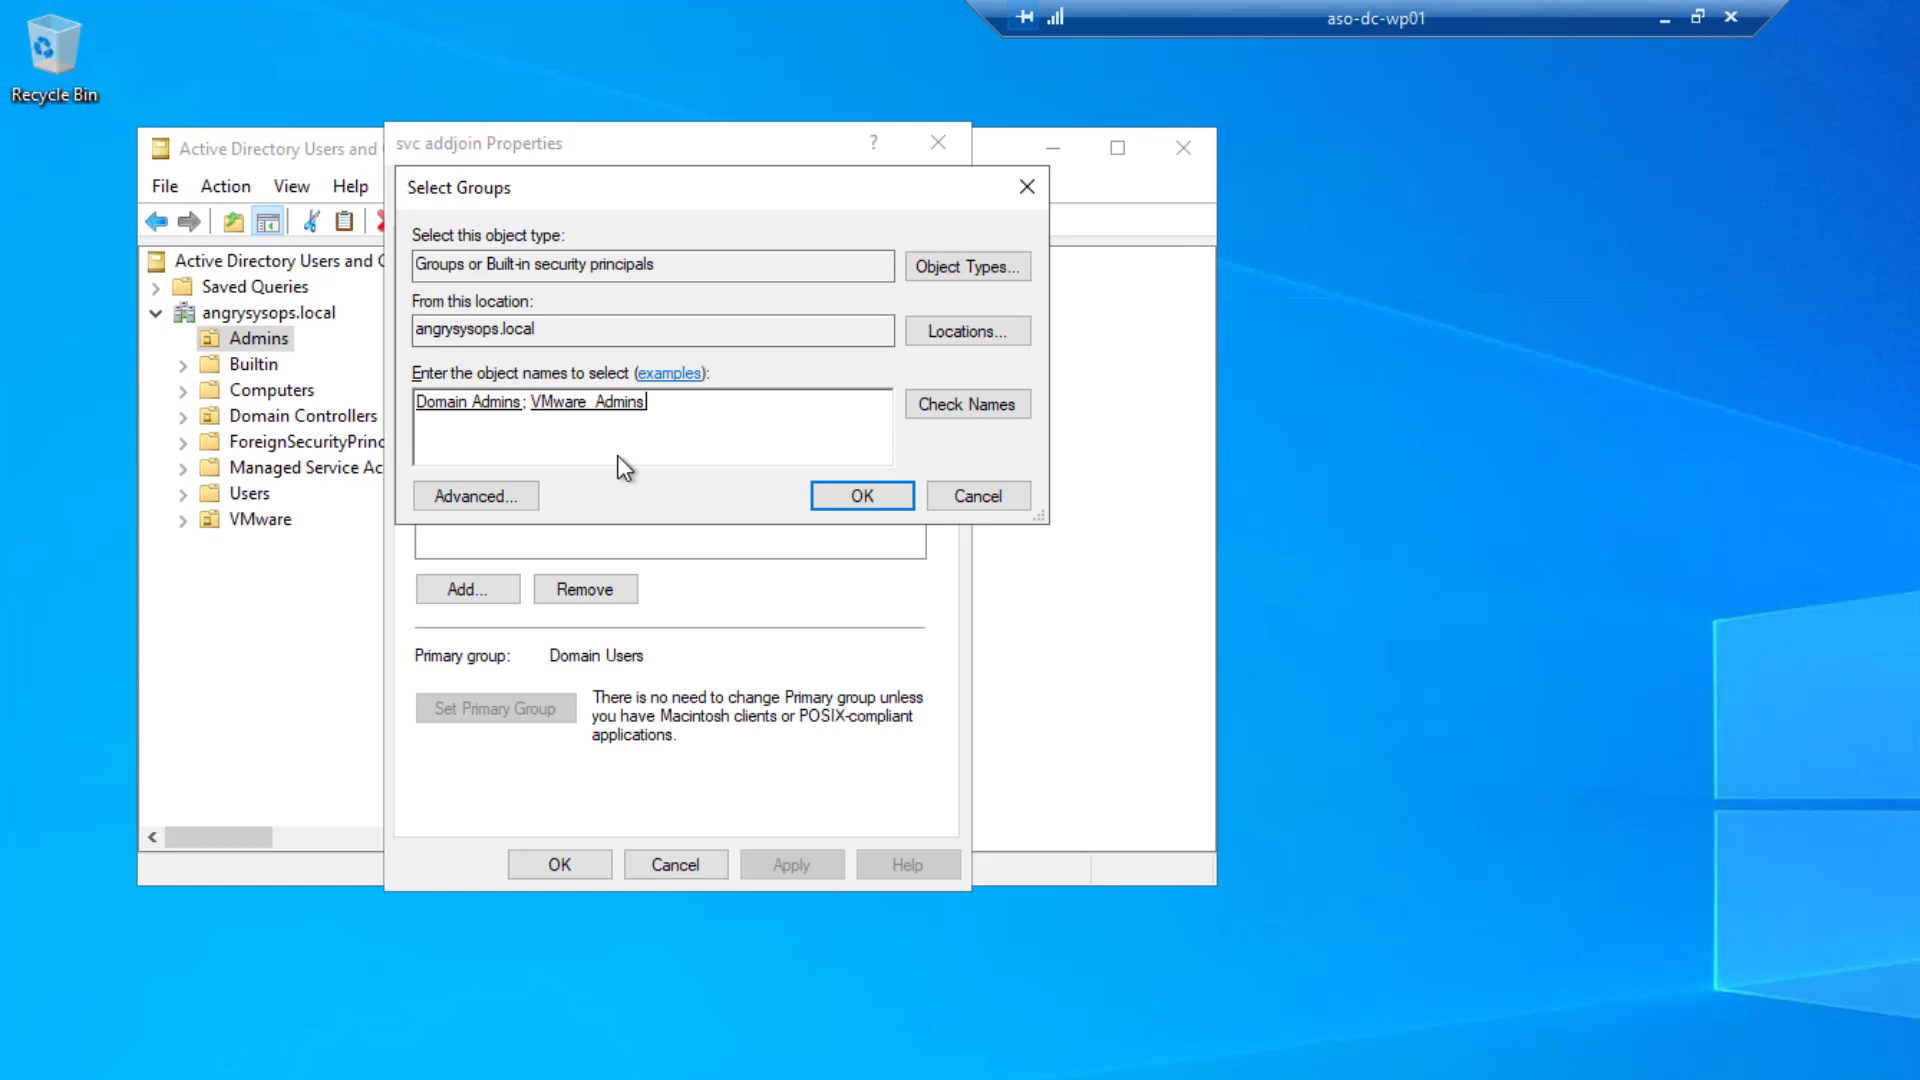 aso-dc-wp01
Recycle Bin
Active Directory Users and
svc addjoin Properties
?
File Action View Help
Select Groups
Select this object type:
Groups or Built-in security principals
Object Types...
From this location:
angrysysops.local
Locations...
Enter the object names to select (examples):
Domain Admins; VMware_Admins
Check Names
Advanced...
OK
Cancel
Active Directory Users and C
Saved Queries
angrysysops.local
Admins
Builtin
Computers
Domain Controllers
ForeignSecurityPrinc
Managed Service Ac
Users
VMware
Add...
Remove
Primary group: Domain Users
Set Primary Group
There is no need to change Primary group unless
you have Macintosh clients or POSIX-compliant
applications.
OK
Cancel
Apply
Help